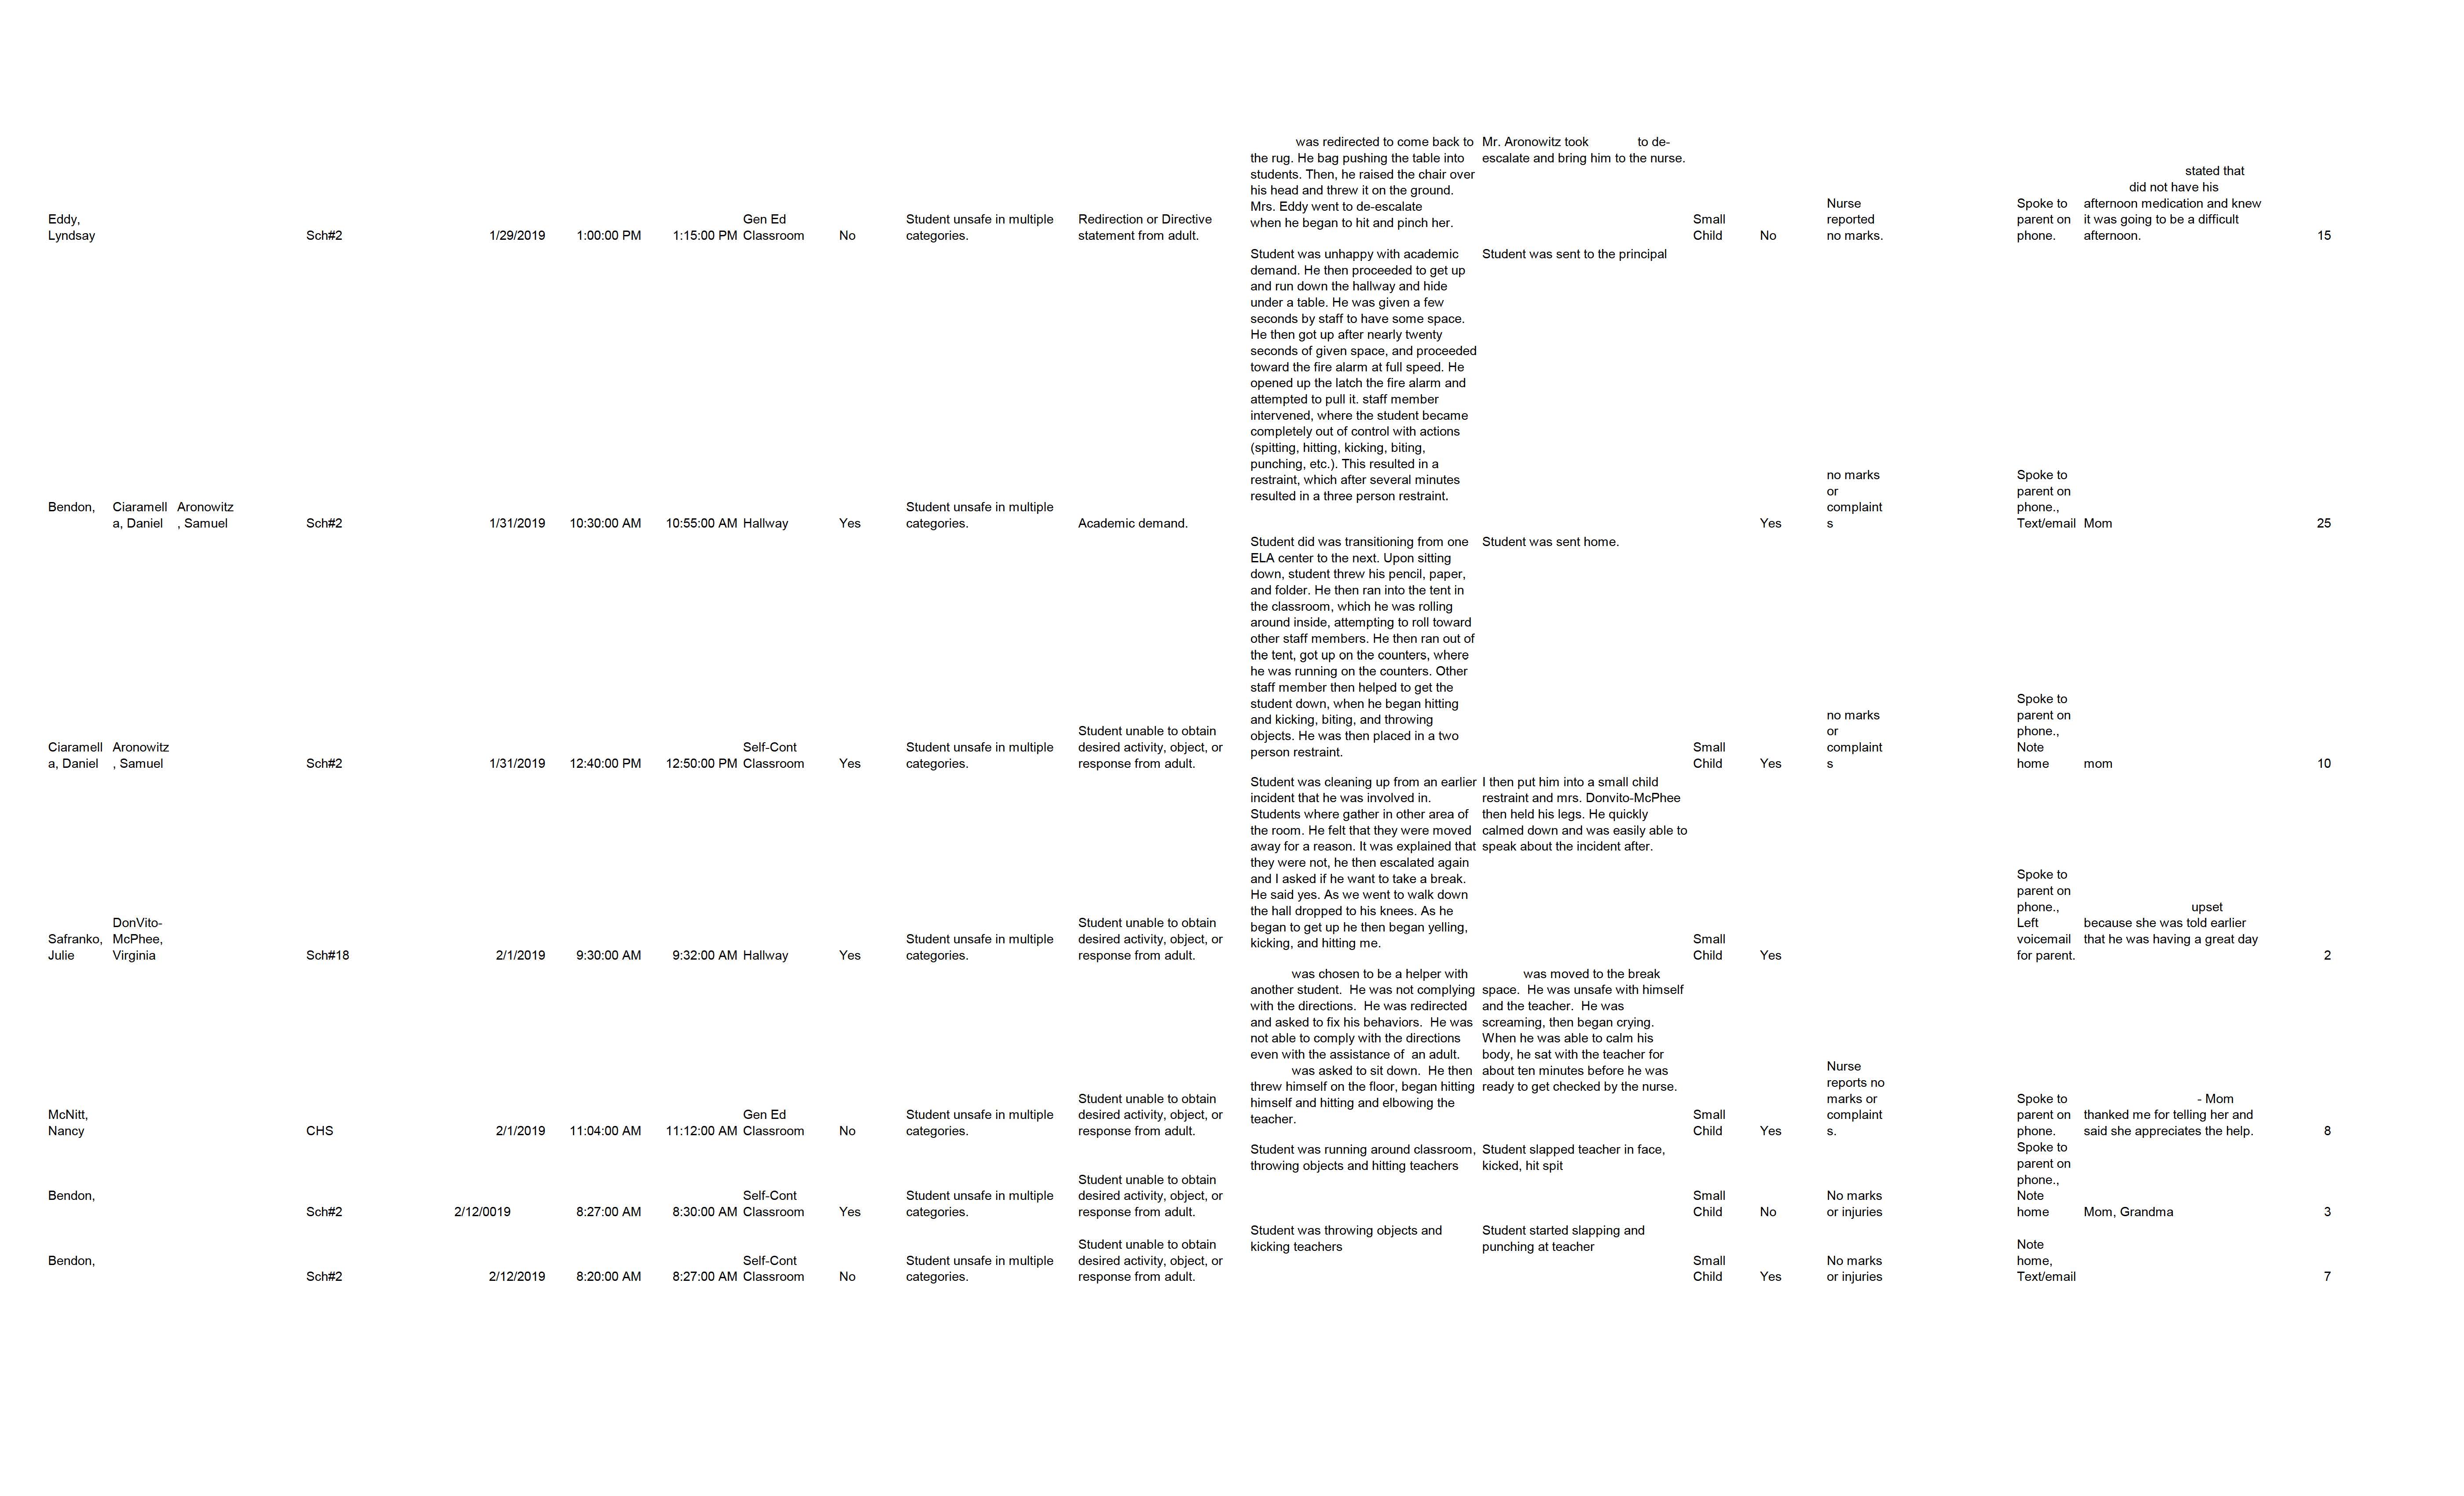 was redirected to come back to
the rug. He bag pushing the table into
students. Then, he raised the chair over
his head and threw it on the ground.
Mrs. Eddy went to de-escalate
when he began to hit and pinch her.
Mr. Aronowitz took to de-
escalate and bring him to the nurse.
Eddy,
Lyndsay
Sch#2
1/29/2019
1:00:00 PM
1:15:00 PM
Gen Ed
Classroom
No
Student unsafe in multiple
categories.
Redirection or Directive
statement from adult.
Small
Child
No
Nurse
reported
no marks.
Spoke to
parent on
phone.
stated that
did not have his
afternoon medication and knew
it was going to be a difficult
afternoon.
15
Student was unhappy with academic
demand. He then proceeded to get up
and run down the hallway and hide
under a table. He was given a few
seconds by staff to have some space.
He then got up after nearly twenty
seconds of given space, and proceeded
toward the fire alarm at full speed. He
opened up the latch the fire alarm and
attempted to pull it. staff member
intervened, where the student became
completely out of control with actions
(spitting, hitting, kicking, biting,
punching, etc.). This resulted in a
restraint, which after several minutes
resulted in a three person restraint.
Student was sent to the principal
Bendon,
Ciaramell
a, Daniel
Aronowitz
, Samuel
Sch#2
1/31/2019
10:30:00 AM
10:55:00 AM
Hallway
Yes
Student unsafe in multiple
categories.
Academic demand.
Yes
no marks
or
complaint
s
Spoke to
parent on
phone.,
Text/email
Mom
25
Student did was transitioning from one
ELA center to the next. Upon sitting
down, student threw his pencil, paper,
and folder. He then ran into the tent in
the classroom, which he was rolling
around inside, attempting to roll toward
other staff members. He then ran out of
the tent, got up on the counters, where
he was running on the counters. Other
staff member then helped to get the
student down, when he began hitting
and kicking, biting, and throwing
objects. He was then placed in a two
person restraint.
Student was sent home.
Ciaramell
a, Daniel
Aronowitz
, Samuel
Sch#2
1/31/2019
12:40:00 PM
12:50:00 PM
Self-Cont
Classroom
Yes
Student unsafe in multiple
categories.
Student unable to obtain
desired activity, object, or
response from adult.
Small
Child
Yes
no marks
or
complaint
s
Spoke to
parent on
phone.,
Note
home
mom
10
Student was cleaning up from an earlier
incident that he was involved in.
Students where gather in other area of
the room. He felt that they were moved
away for a reason. It was explained that
they were not, he then escalated again
and I asked if he want to take a break.
He said yes. As we went to walk down
the hall dropped to his knees. As he
began to get up he then began yelling,
kicking, and hitting me.
I then put him into a small child
restraint and mrs. Donvito-McPhee
then held his legs. He quickly
calmed down and was easily able to
speak about the incident after.
Safranko,
Julie
DonVito-
McPhee,
Virginia
Sch#18
2/1/2019
9:30:00 AM
9:32:00 AM
Hallway
Yes
Student unsafe in multiple
categories.
Student unable to obtain
desired activity, object, or
response from adult.
Small
Child
Yes
Spoke to
parent on
phone.,
Left
voicemail
for parent.
upset
because she was told earlier
that he was having a great day
2
was chosen to be a helper with
another student.  He was not complying
with the directions.  He was redirected
and asked to fix his behaviors.  He was
not able to comply with the directions
even with the assistance of  an adult.
was asked to sit down.  He then
threw himself on the floor, began hitting
himself and hitting and elbowing the
teacher.
was moved to the break
space.  He was unsafe with himself
and the teacher.  He was
screaming, then began crying.
When he was able to calm his
body, he sat with the teacher for
about ten minutes before he was
ready to get checked by the nurse.
McNitt,
Nancy
CHS
2/1/2019
11:04:00 AM
11:12:00 AM
Gen Ed
Classroom
No
Student unsafe in multiple
categories.
Student unable to obtain
desired activity, object, or
response from adult.
Small
Child
Yes
Nurse
reports no
marks or
complaint
s.
Spoke to
parent on
phone.
- Mom
thanked me for telling her and
said she appreciates the help.
8
Student was running around classroom,
throwing objects and hitting teachers
Student slapped teacher in face,
kicked, hit spit
Bendon,
Sch#2
2/12/0019
8:27:00 AM
8:30:00 AM
Self-Cont
Classroom
Yes
Student unsafe in multiple
categories.
Student unable to obtain
desired activity, object, or
response from adult.
Small
Child
No
No marks
or injuries
Spoke to
parent on
phone.,
Note
home
Mom, Grandma
3
Student was throwing objects and
kicking teachers
Student started slapping and
punching at teacher
Bendon,
Sch#2
2/12/2019
8:20:00 AM
8:27:00 AM
Self-Cont
Classroom
No
Student unsafe in multiple
categories.
Student unable to obtain
desired activity, object, or
response from adult.
Small
Child
Yes
No marks
or injuries
Note
home,
Text/email
7